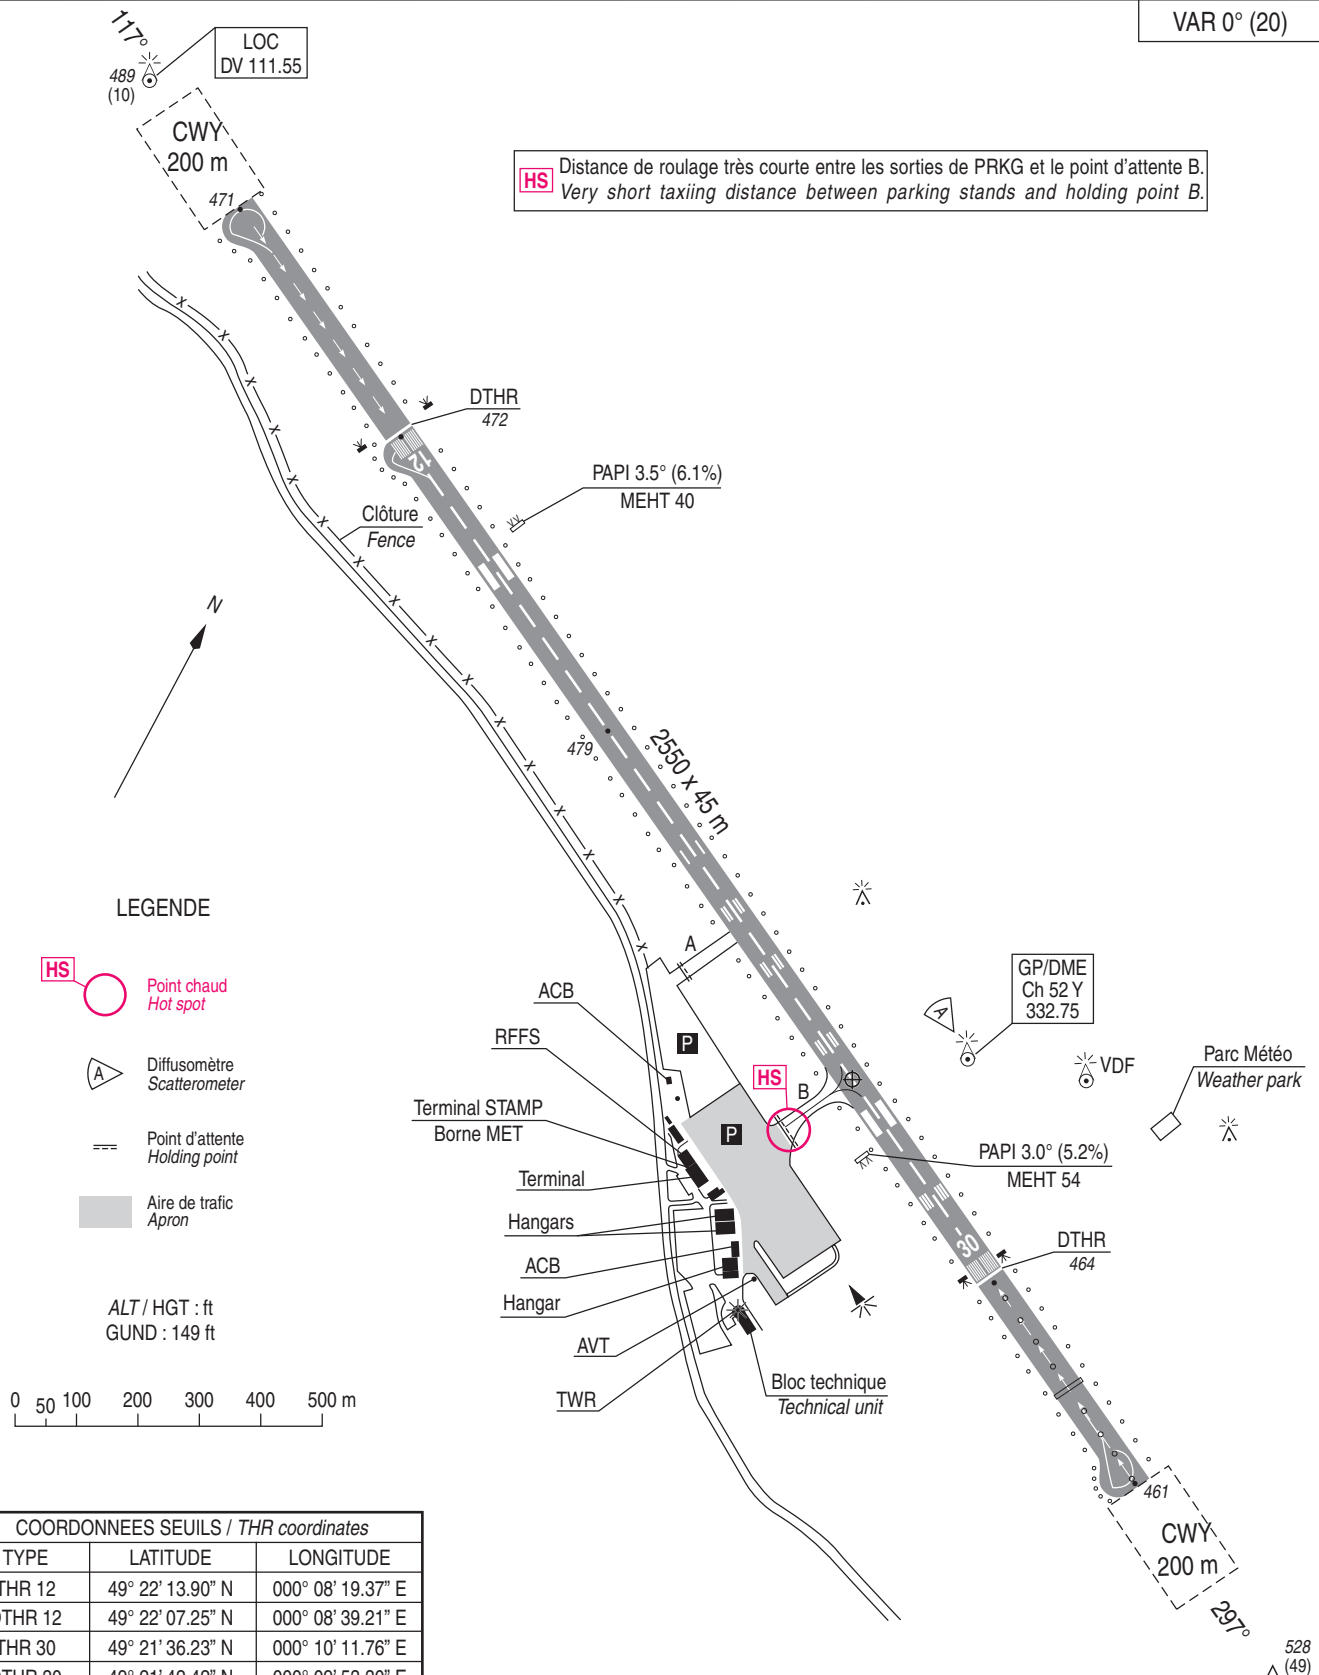 VAR 0° (20)
117°
LOC
DV 111.55
489
(10)
CWY
200 m
HS
Distance de roulage très courte entre les sorties de PRKG et le point d'attente B.
Very short taxiing distance between parking stands and holding point B.
471
DTHR
472
12
PAPI 3.5° (6.1%)
MEHT 40
Clôture
Fence
N
479
2550 x 45 m
LEGENDE
HS
Point chaud
Hot spot
A
Diffusomètre
Scatterometer
Point d'attente
Holding point
Aire de trafic
Apron
ALT / HGT : ft
GUND : 149 ft
0 50 100 200 300 400 500 m
A
ACB
RFFS
P
HS
B
P
Terminal STAMP
Borne MET
Terminal
Hangars
ACB
Hangar
AVT
TWR
Bloc technique
Technical unit
A
GP/DME
Ch 52 Y
332.75
VDF
Parc Météo
Weather park
PAPI 3.0° (5.2%)
MEHT 54
30
DTHR
464
461
CWY
200 m
297°
528
(49)
COORDONNEES SEUILS / THR coordinates
TYPE LATITUDE LONGITUDE
THR 12 49° 22' 13.90" N 000° 08' 19.37" E
DTHR 12 49° 22' 07.25" N 000° 08' 39.21" E
THR 30 49° 21' 36.23" N 000° 10' 11.76" E